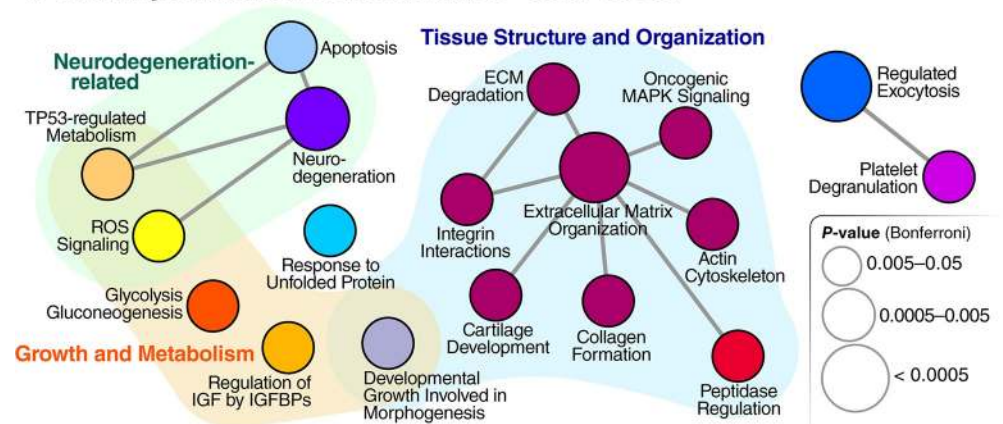 Neurodegeneration-
related
Apoptosis
TP53-regulated
Metabolism
Neuro-
degeneration
ROS
Signaling
Response to
Unfolded Protein
Glycolysis
Gluconeogenesis
Growth and Metabolism
Regulation of
IGF by IGFBPs
Developmental
Growth Involved in
Morphogenesis
Tissue Structure and Organization
ECM
Degradation
Oncogenic
MAPK Signaling
Extracellular Matrix
Organization
Integrin
Interactions
Actin
Cytoskeleton
Cartilage
Development
Collagen
Formation
Peptidase
Regulation
Regulated
Exocytosis
Platelet
Degranulation
P-value (Bonferroni)
0.005–0.05
0.0005–0.005
< 0.0005